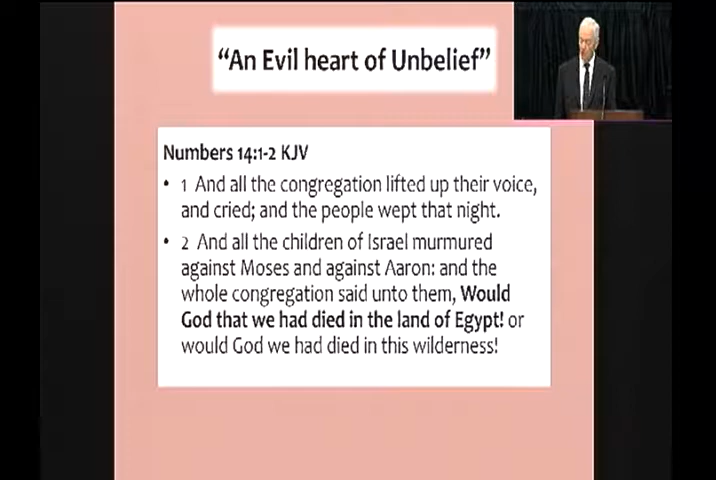 “An Evil heart of Unbelief”
Numbers 14:1-2 KJV
• 1 And all the congregation lifted up their voice,
and cried; and the people wept that night.
• 2 And all the children of Israel murmured
against Moses and against Aaron: and the
whole congregation said unto them, Would
God that we had died in the land of Egypt! or
would God we had died in this wilderness!